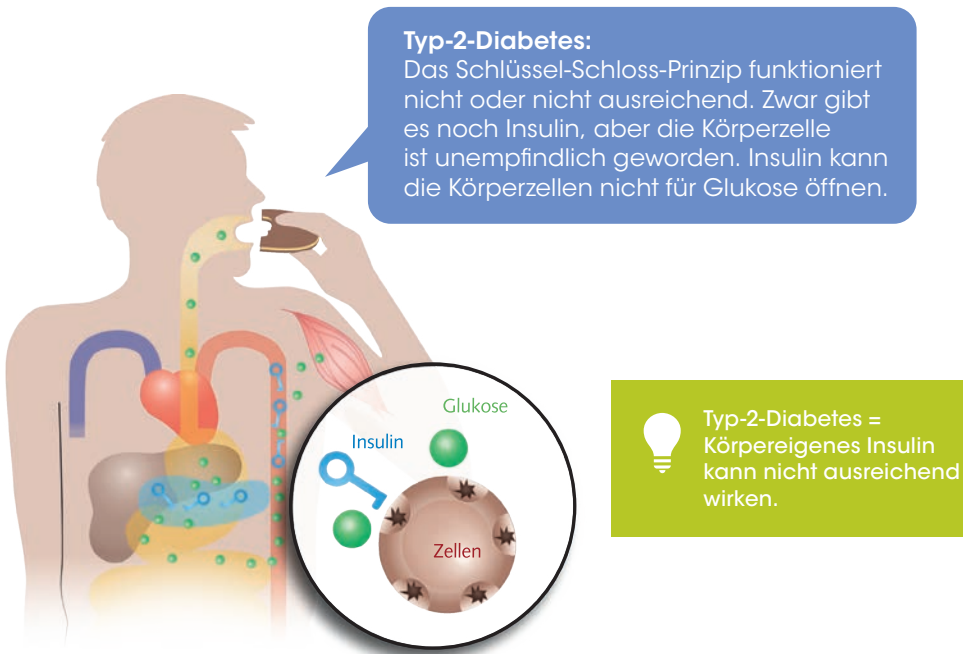 Typ-2-Diabetes:
Das Schlüssel-Schloss-Prinzip funktioniert
nicht oder nicht ausreichend. Zwar gibt
es noch Insulin, aber die Körperzelle
ist unempfindlich geworden. Insulin kann
die Körperzellen nicht für Glukose öffnen.
Glukose
Insulin
Zellen
Typ-2-Diabetes =
Körpereigenes Insulin
kann nicht ausreichend
wirken.